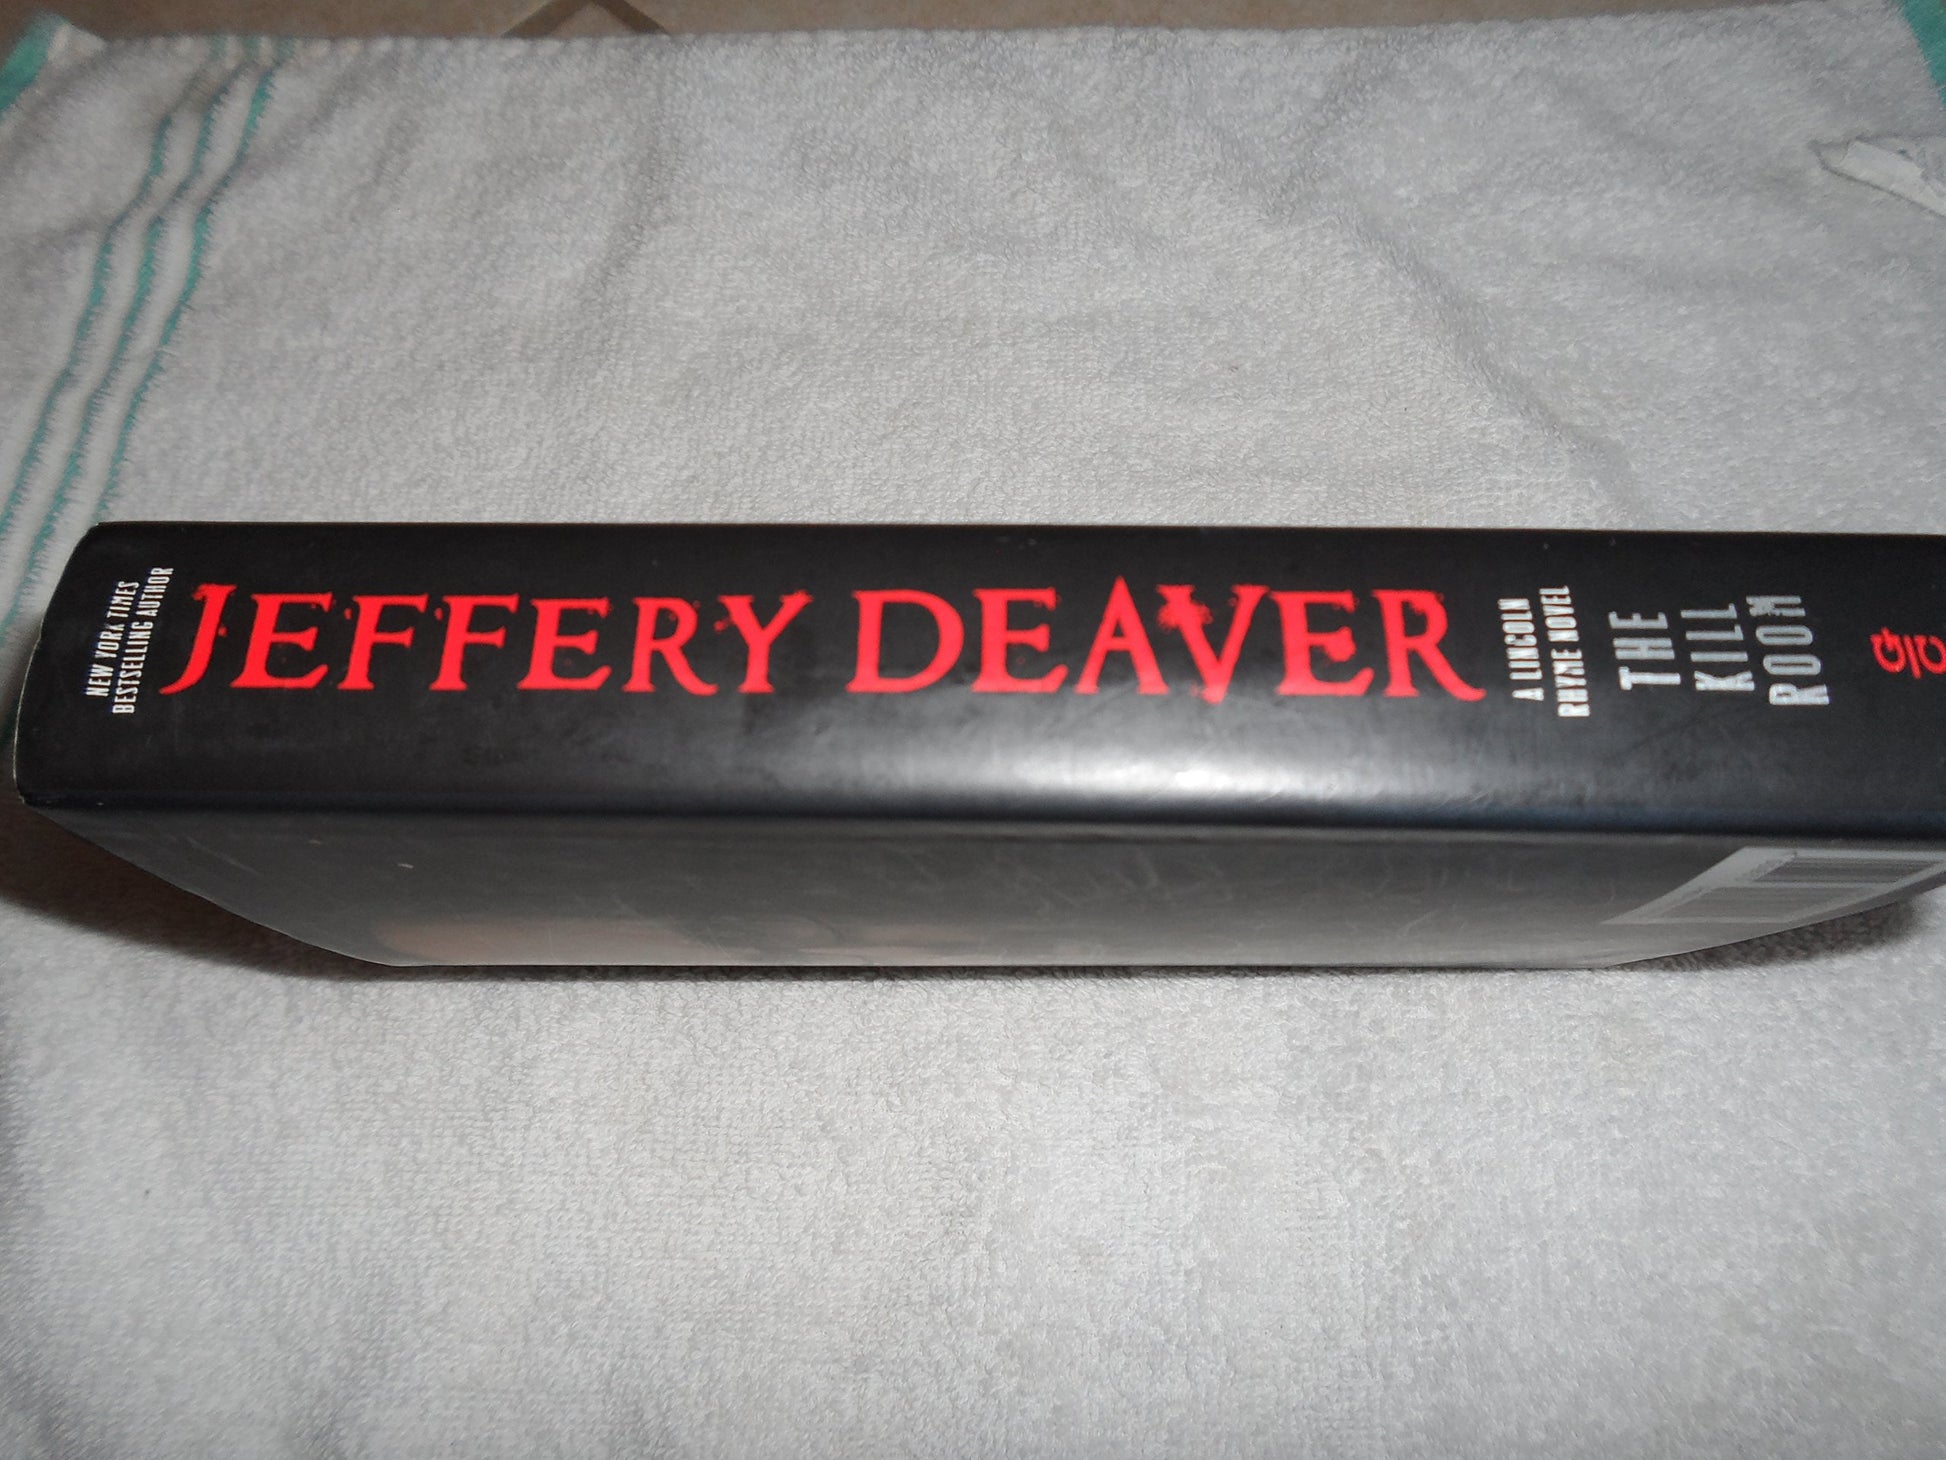 NEW YORK TIMES
BESTSELLING AUTHOR
JEFFERY DEAVER
A LINCOLN
RHYME NOVEL
THE
KILL
ROOM